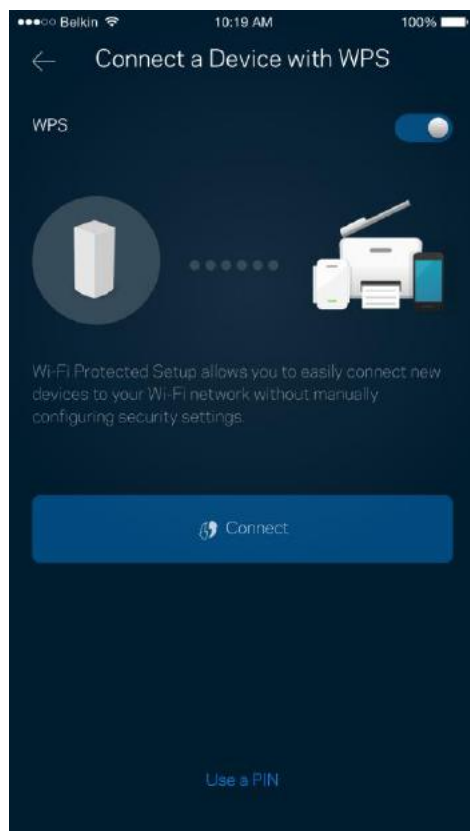 Belkin 10:19 AM 100%
Connect a Device with WPS
WPS
Wi-Fi Protected Setup allows you to easily connect new
devices to your Wi-Fi network without manually
configuring security settings.
Connect
Use a PIN